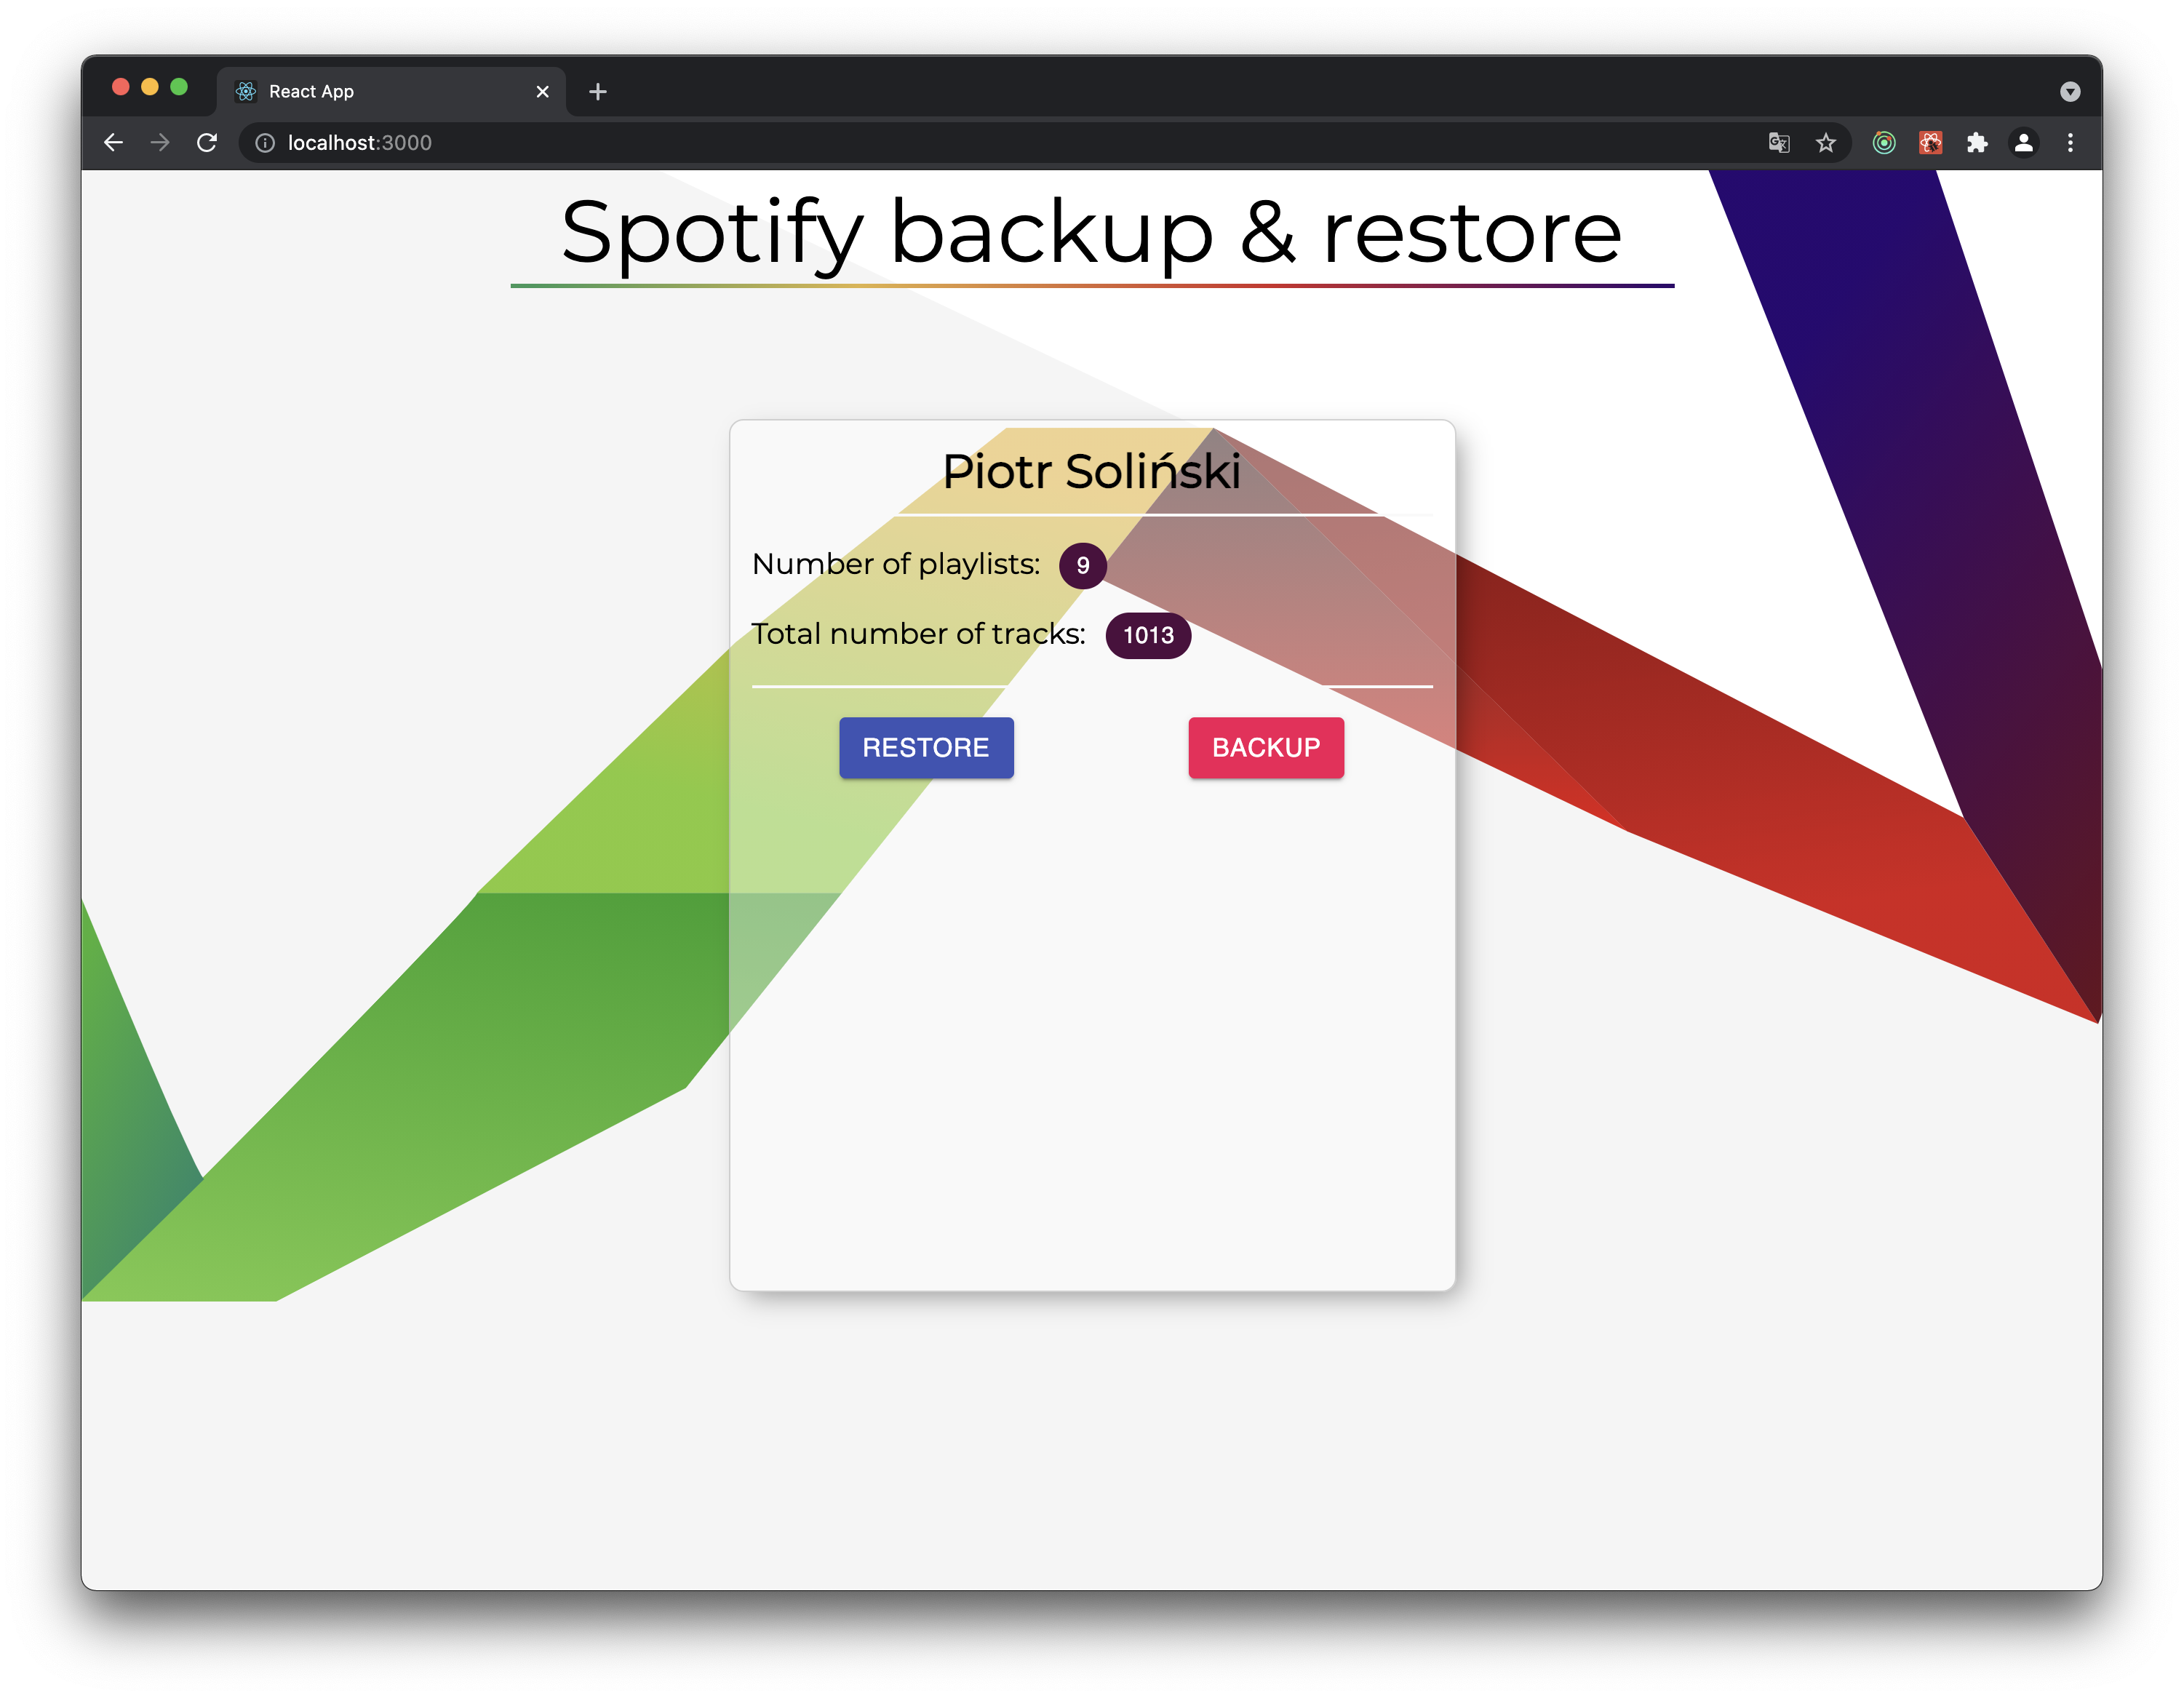 React App
localhost:3000
Spotify backup & restore
Piotr Soliński
Number of playlists: 9
Total number of tracks: 1013
RESTORE BACKUP